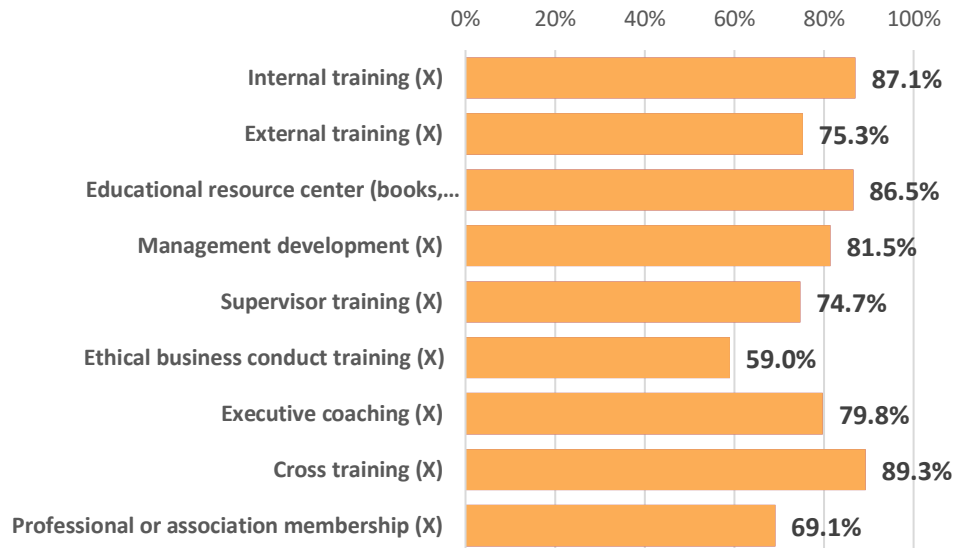 0% 20% 40% 60% 80% 100%
Internal training (X) 87.1%
External training (X) 75.3%
Educational resource center (books,... 86.5%
Management development (X) 81.5%
Supervisor training (X) 74.7%
Ethical business conduct training (X) 59.0%
Executive coaching (X) 79.8%
Cross training (X) 89.3%
Professional or association membership (X) 69.1%